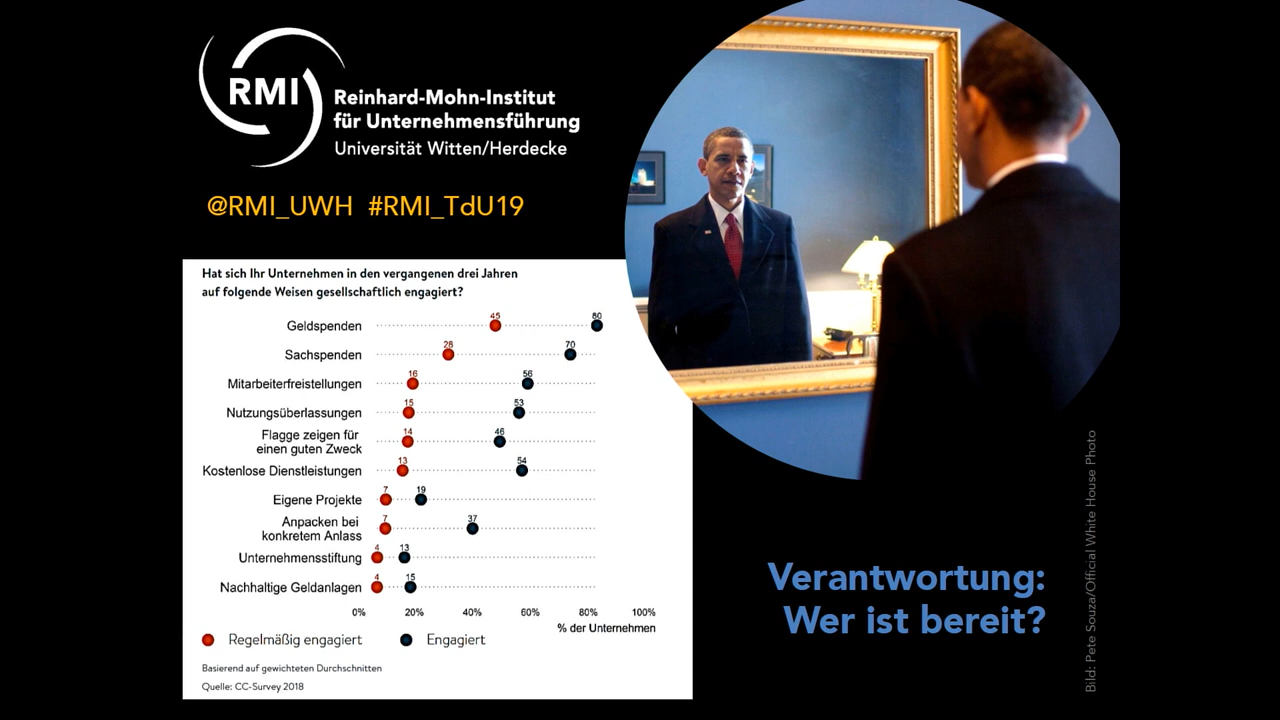 RMI
Reinhard-Mohn-Institut
für Unternehmensführung
Universität Witten/Herdecke
@RMI_UWH #RMI_TdU19
Hat sich Ihr Unternehmen in den vergangenen drei Jahren
auf folgende Weisen gesellschaftlich engagiert?
Geldspenden 45 80
Sachspenden 28 70
Mitarbeiterfreistellungen 16 56
Nutzungsüberlassungen 15 53
Flagge zeigen für
einen guten Zweck 14 46
Kostenlose Dienstleistungen 13 54
Eigene Projekte 7 19
Anpacken bei
konkretem Anlass 7 37
Unternehmensstiftung 4 13
Nachhaltige Geldanlagen 4 15
0% 20% 40% 60% 80% 100%
% der Unternehmen
Regelmäßig engagiert Engagiert
Basierend auf gewichteten Durchschnitten
Quelle: CC-Survey 2018
Verantwortung:
Wer ist bereit?
Bild: Pete Souza/Official White House Photo